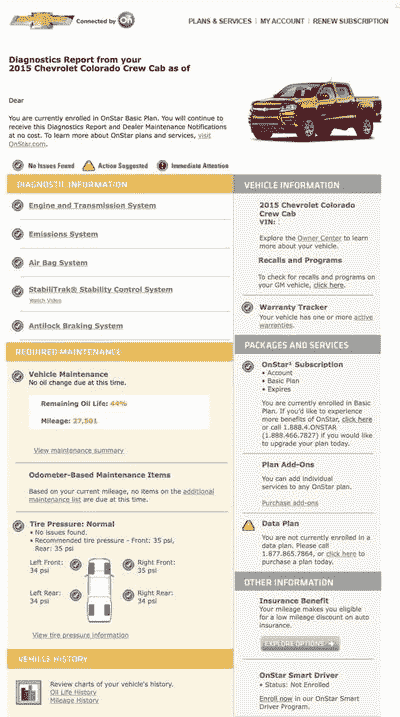 CHEVROLET
Connected by On
PLANS & SERVICES | MY ACCOUNT | RENEW SUBSCRIPTION
Diagnostics Report from your
2015 Chevrolet Colorado Crew Cab as of
Dear
You are currently enrolled in OnStar Basic Plan. You will continue to
receive this Diagnostics Report and Dealer Maintenance Notifications
at no cost. To learn more about OnStar plans and services, visit
OnStar.com.
No Issues Found
Action Suggested
Immediate Attention
DIAGNOSTIC INFORMATION
Engine and Transmission System
Emissions System
Air Bag System
StabiliTrak® Stability Control System
Watch Video
Antilock Braking System
REQUIRED MAINTENANCE
Vehicle Maintenance
No oil change due at this time.
Remaining Oil Life: 44%
Mileage: 27,501
View maintenance summary
Odometer-Based Maintenance Items
Based on your current mileage, no items on the additional
maintenance list are due at this time.
Tire Pressure: Normal
• No issues found.
• Recommended tire pressure - Front: 35 psi,
Rear: 35 psi
Left Front:
34 psi
Right Front:
35 psi
Left Rear:
34 psi
Right Rear:
34 psi
View tire pressure information
VEHICLE HISTORY
Review charts of your vehicle's history.
Oil Life History
Mileage History
VEHICLE INFORMATION
2015 Chevrolet Colorado
Crew Cab
VIN:
Explore the Owner Center to learn
more about your vehicle.
Recalls and Programs
To check for recalls and programs on
your GM vehicle, click here.
Warranty Tracker
Your vehicle has one or more active
warranties.
PACKAGES AND SERVICES
OnStar¹ Subscription
• Account
• Basic Plan
• Expires
You are currently enrolled in Basic
Plan. If you'd like to experience
more benefits of OnStar, click here
or call 1.888.4.ONSTAR
(1.888.466.7827) if you would like
to upgrade your plan.
Plan Add-Ons
You can add individual
services to any OnStar plan.
Purchase add-ons
Data Plan
You are not currently enrolled in a
data plan. Please call
1.877.865.7864, or click here to
purchase a plan today.
OTHER INFORMATION
Insurance Benefit
Your mileage makes you eligible
for a low mileage discount on auto
insurance.
EXPLORE OPTIONS
OnStar Smart Driver
• Status: Not Enrolled
Enroll now in our OnStar Smart
Driver Program.